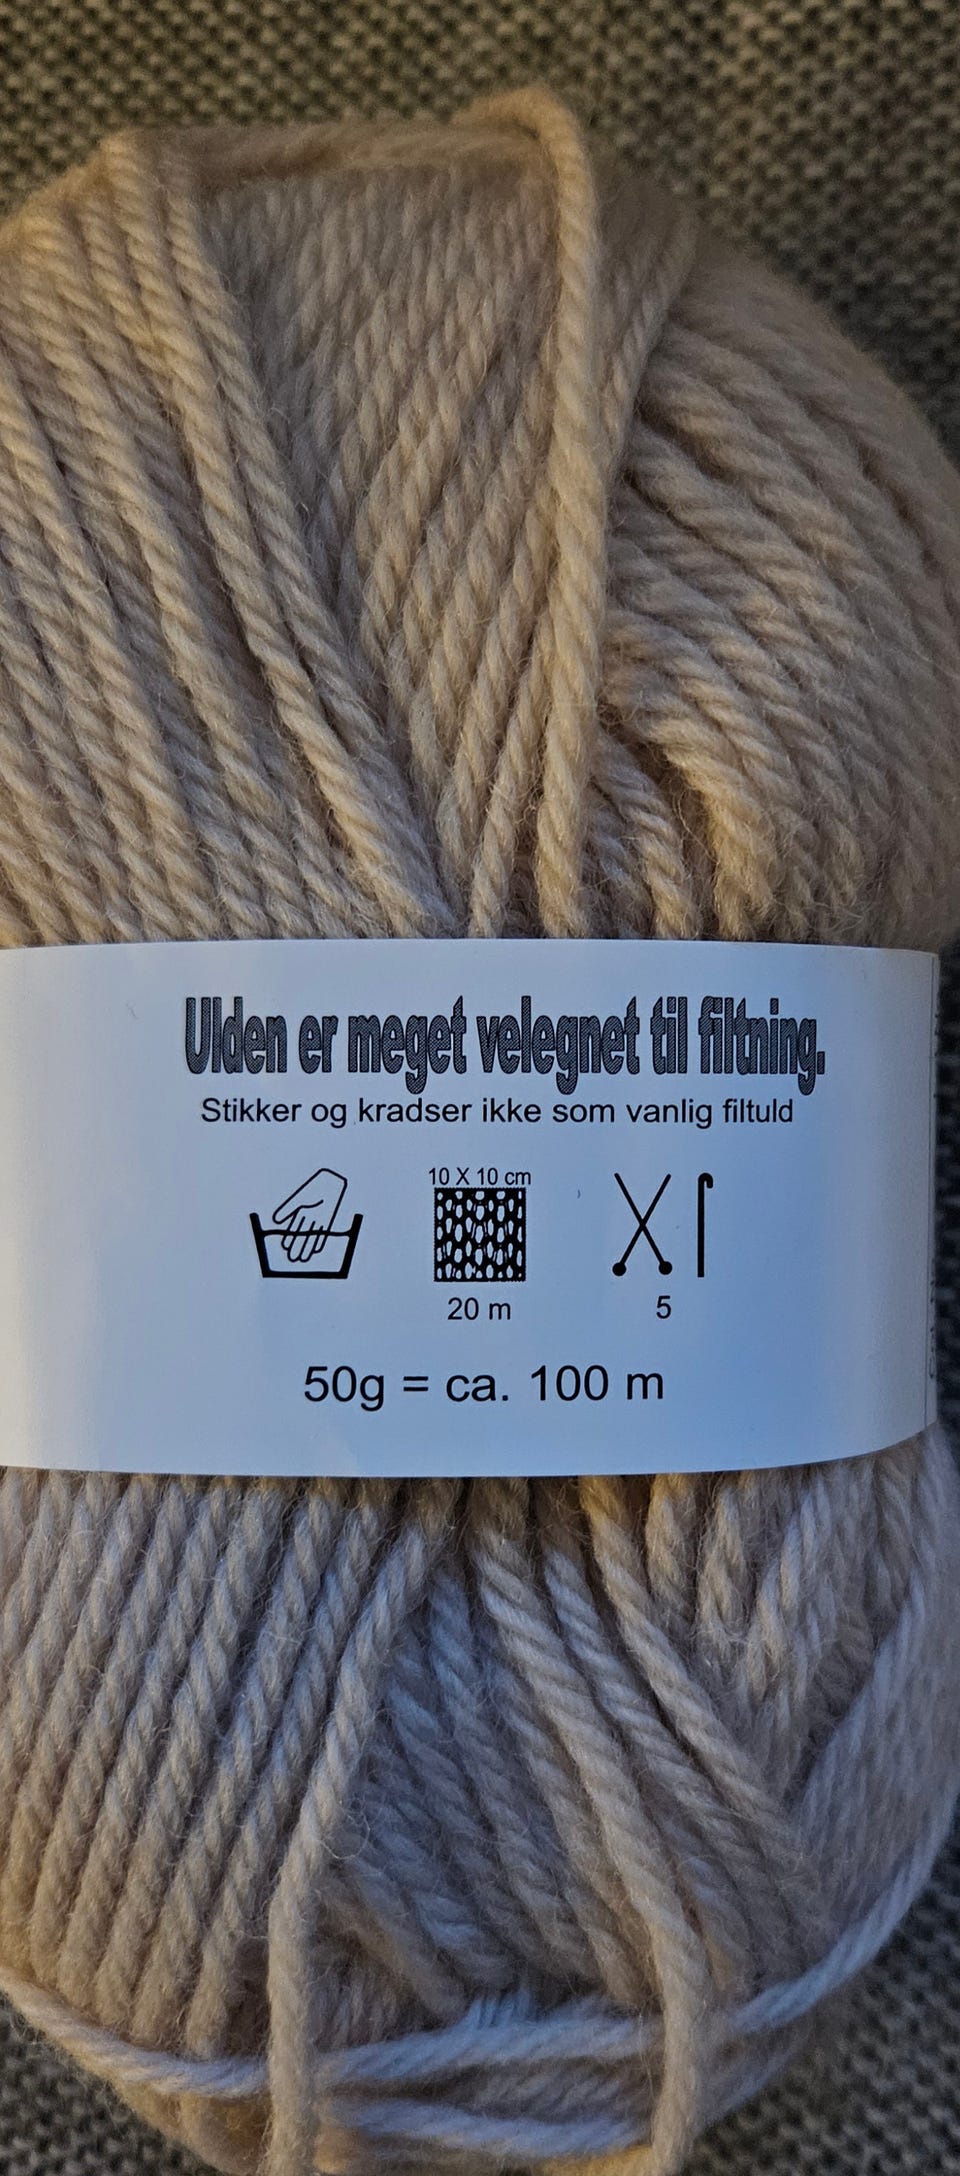 Ulden er meget velegnet til filtning.
Stikker og kradser ikke som vanlig filtuld
10 X 10 cm
20 m
5
50g = ca. 100 m